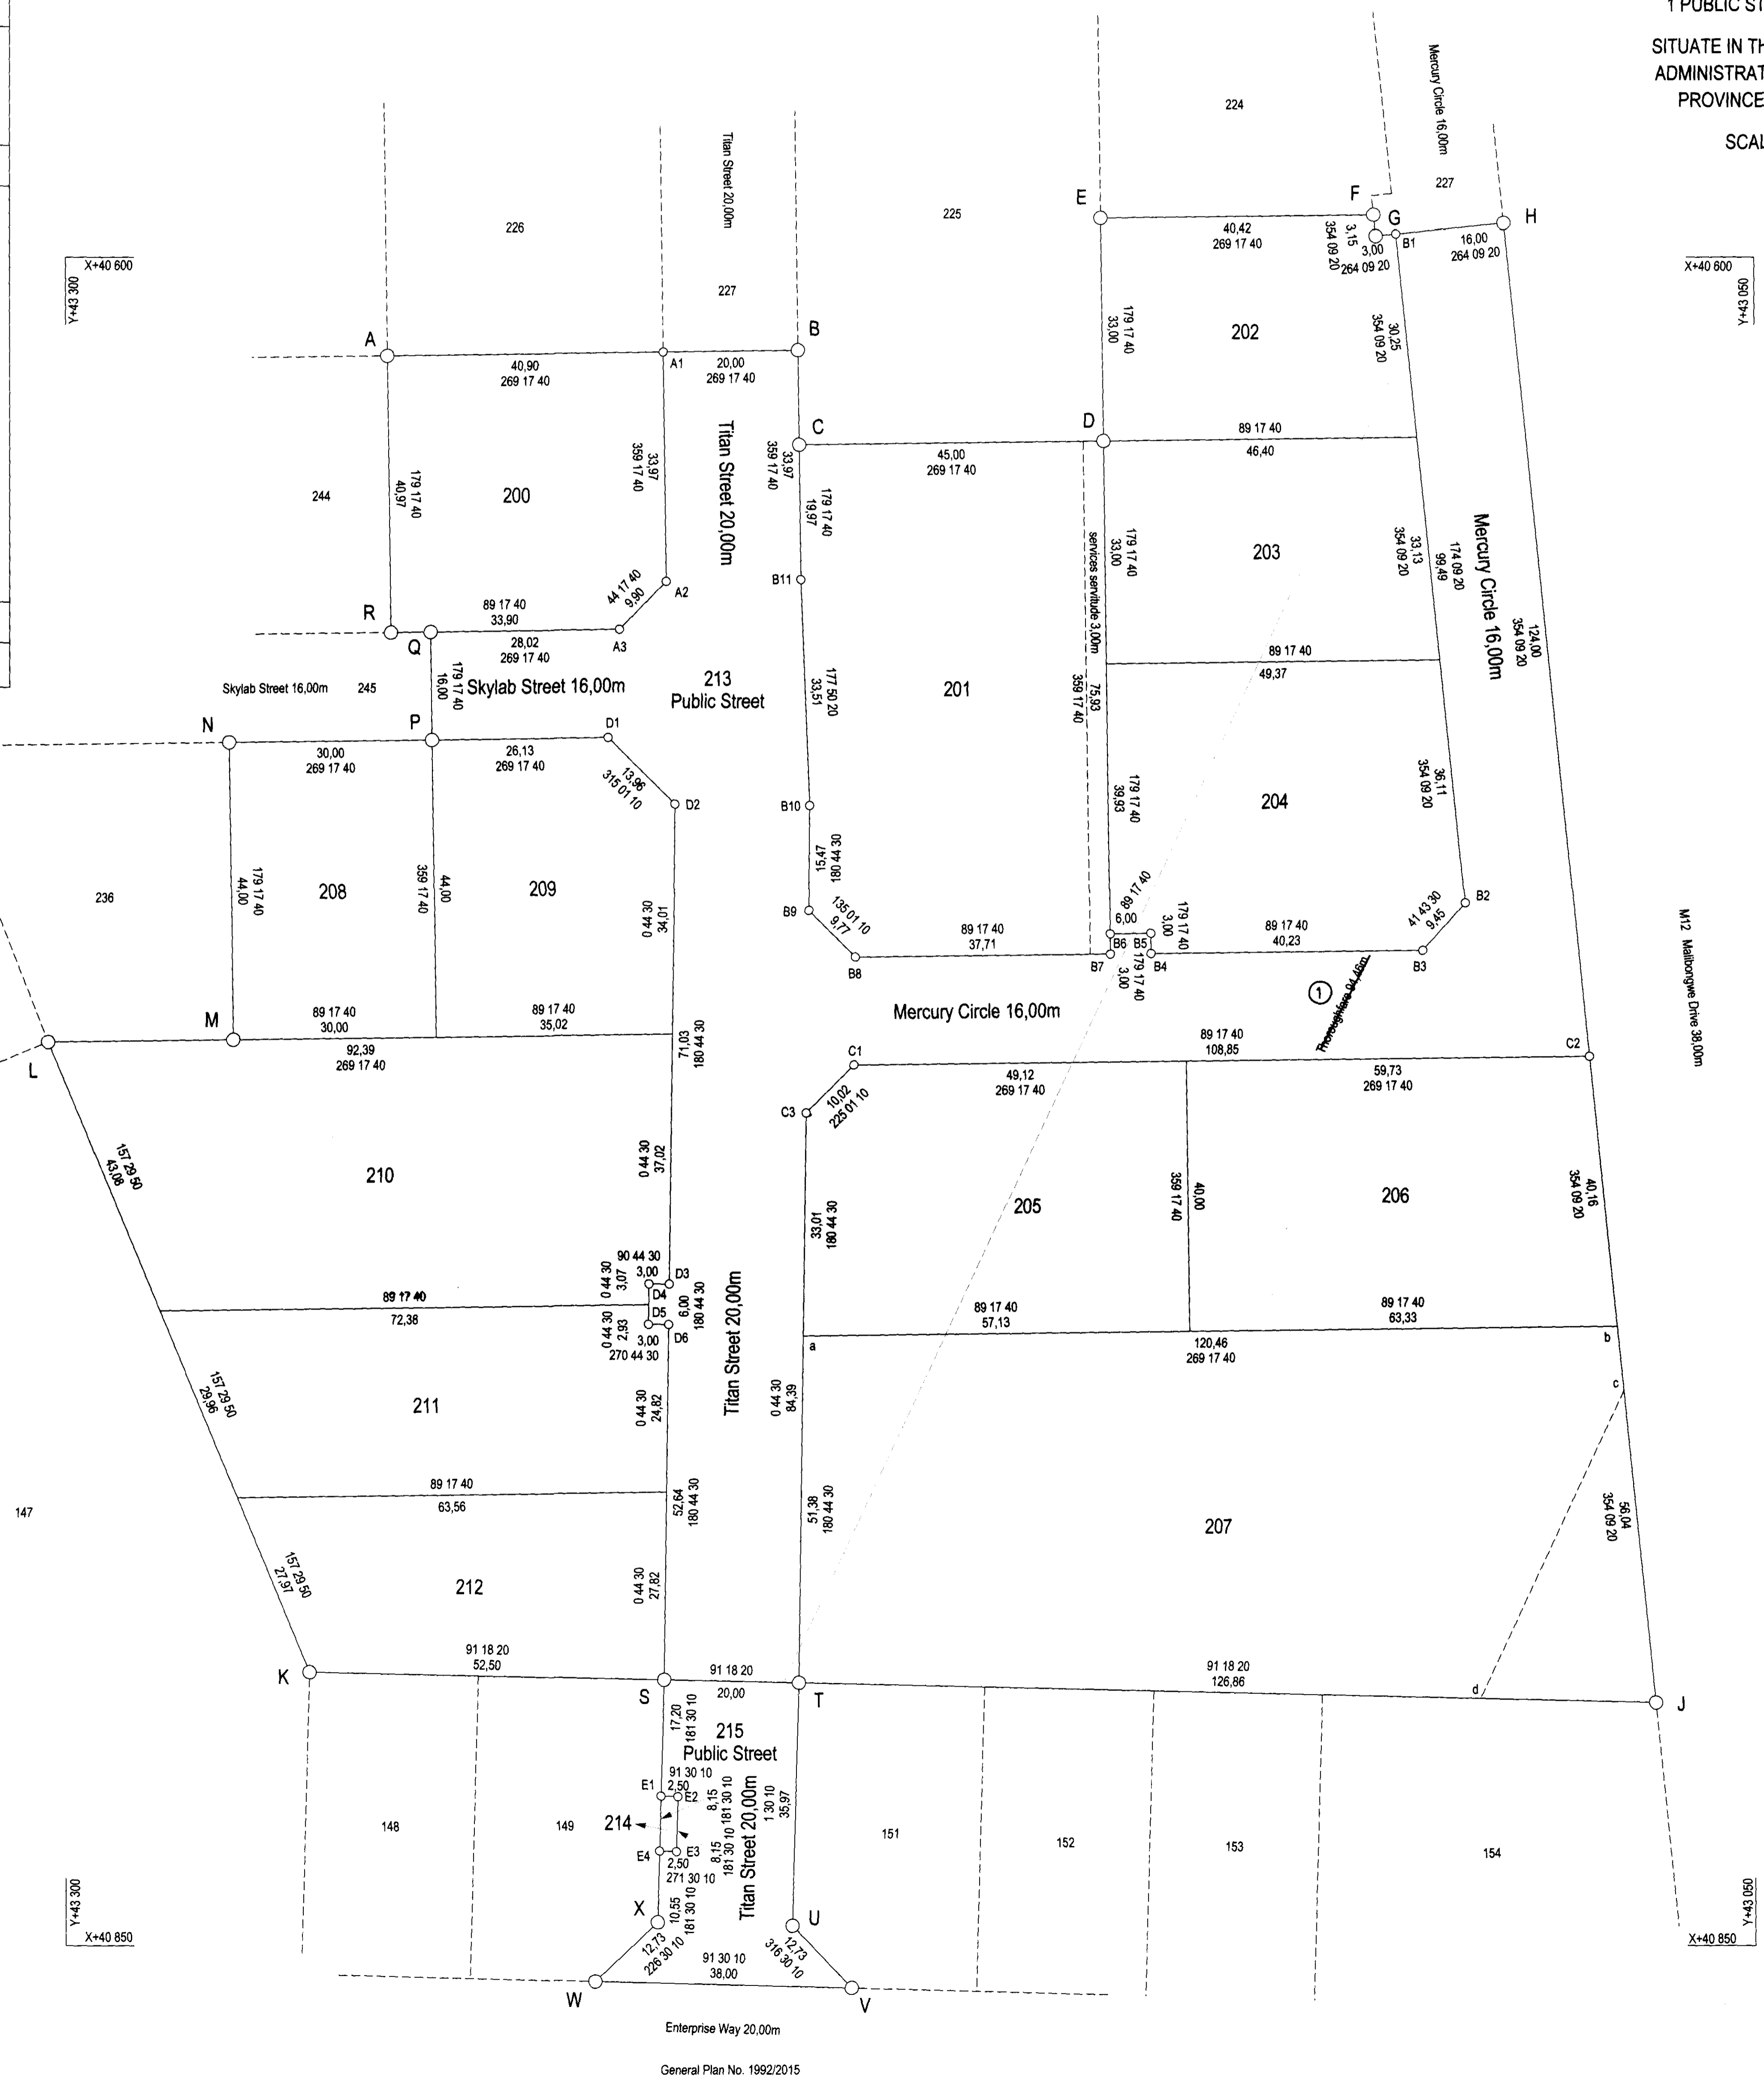 1 PUBLIC ST
SITUATE IN TH
ADMINISTRAT
PROVINCE
SCAL
Mercury Circle 16,00m
227
224
E
F
G
H
40,42
269 17 40
3,15
354 09 20
3,00
264 09 20
B1
16,00
264 09 20
X+40 600
Y+43 300
X+40 600
Y+43 050
226
Titan Street 20,00m
227
225
A
A1
B
40,90
269 17 40
20,00
269 17 40
179 17 40
33,00
202
30,25
354 09 20
C
D
45,00
269 17 40
89 17 40
46,40
244
179 17 40
40,97
200
33,97
359 17 40
Titan Street 20,00m
33,97
359 17 40
179 17 40
19,97
services servitude 3,00m
179 17 40
33,00
203
33,13
354 09 20
174 09 20
99,49
Mercury Circle 16,00m
124,00
354 09 20
B11
A2
44 17 40
9,90
R
Q
89 17 40
33,90
28,02
269 17 40
A3
Skylab Street 16,00m
245
179 17 40
16,00
Skylab Street 16,00m
213
Public Street
177 50 20
33,51
201
75,93
359 17 40
89 17 40
49,37
N
P
D1
30,00
269 17 40
26,13
269 17 40
13,96
315 01 10
D2
B10
179 17 40
39,93
204
36,11
354 09 20
236
179 17 40
44,00
208
359 17 40
44,00
209
0 44 30
34,01
15,47
180 44 30
B9
135 01 10
9,77
89 17 40
37,71
B8
B7
B6
B5
B4
89 17 40
6,00
179 17 40
3,00
3,00
179 17 40
89 17 40
40,23
41 43 30
9,45
B2
B3
M12 Malibongwe Drive 38,00m
L
M
89 17 40
30,00
89 17 40
35,02
92,39
269 17 40
71,03
180 44 30
Mercury Circle 16,00m
1
Thoroughfare 94,46m
C1
89 17 40
108,85
C2
C3
10,02
225 01 10
49,12
269 17 40
59,73
269 17 40
157 29 50
43,08
210
0 44 30
37,02
33,01
180 44 30
205
359 17 40
40,00
206
40,16
354 09 20
90 44 30
3,00
D3
0 44 30
3,07
D4
D5
6,00
180 44 30
89 17 40
72,38
0 44 30
2,93
3,00
270 44 30
D6
Titan Street 20,00m
89 17 40
57,13
89 17 40
63,33
a
120,46
269 17 40
b
c
157 29 50
29,96
211
0 44 30
24,82
0 44 30
84,39
147
89 17 40
63,56
52,64
180 44 30
51,38
180 44 30
207
56,04
354 09 20
157 29 50
27,97
212
0 44 30
27,82
K
91 18 20
52,50
S
91 18 20
20,00
T
91 18 20
126,86
d
J
17,20
181 30 10
215
Public Street
91 30 10
E1
2,50
E2
148
149
214
8,15
181 30 10
8,15
181 30 10
Titan Street 20,00m
1 30 10
35,97
151
152
153
154
E4
E3
2,50
271 30 10
X
10,55
181 30 10
U
12,73
226 30 10
91 30 10
38,00
12,73
316 30 10
W
V
Y+43 300
X+40 850
Y+43 050
X+40 850
Enterprise Way 20,00m
General Plan No. 1992/2015